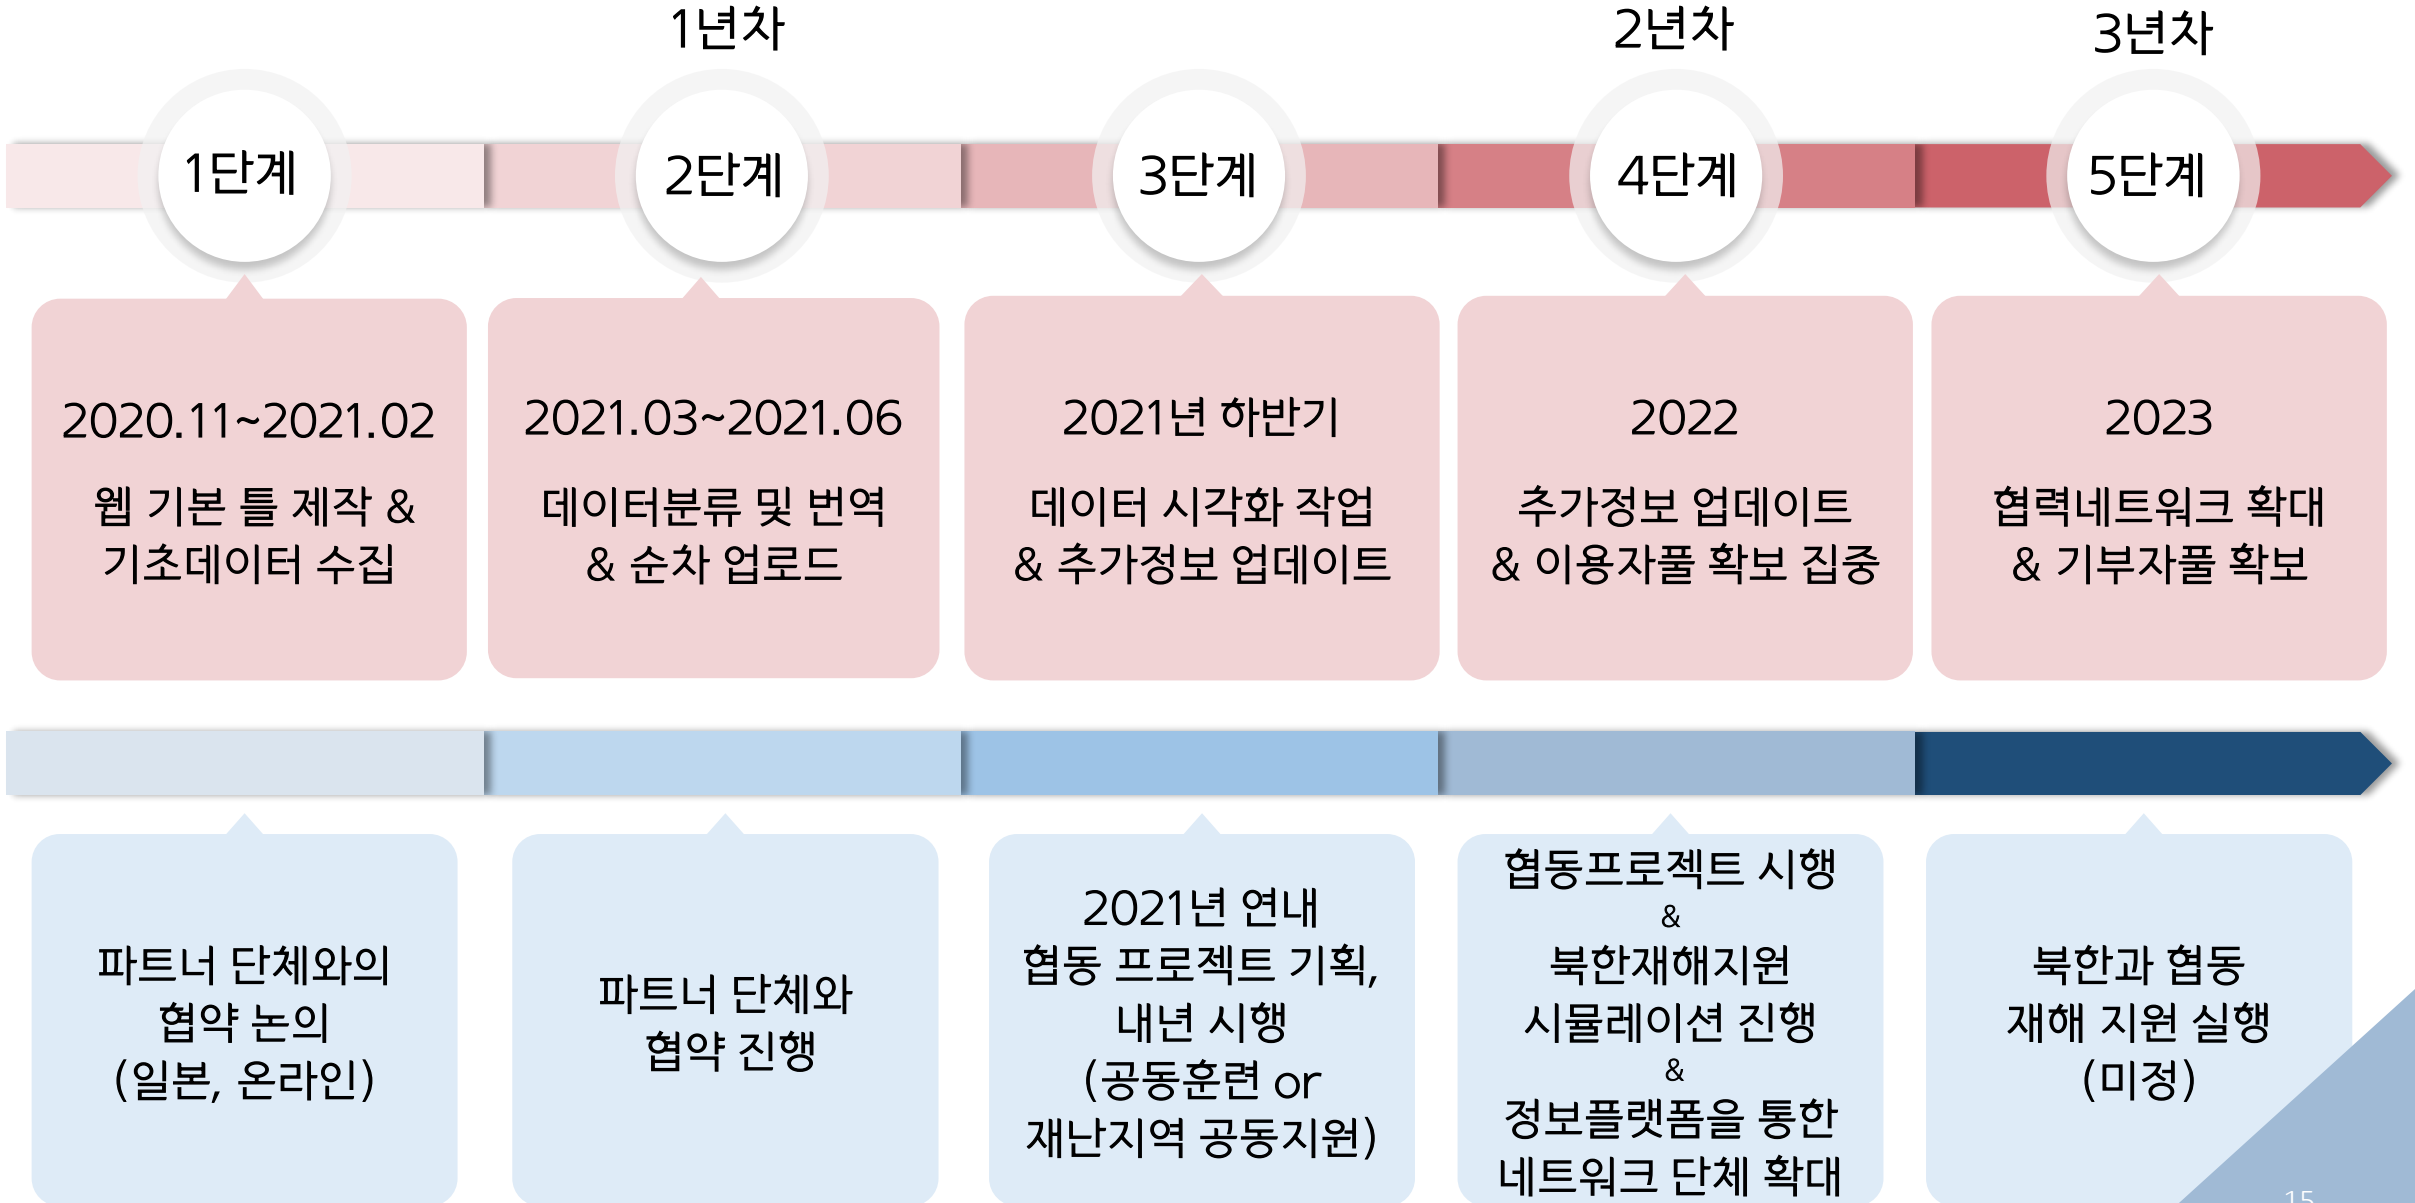 1년차
2년차
3년차
1단계
2단계
3단계
4단계
5단계
2020.11~2021.02
웹 기본 틀 제작 &
기초데이터 수집
2021.03~2021.06
데이터분류 및 번역
& 순차 업로드
2021년 하반기
데이터 시각화 작업
& 추가정보 업데이트
2022
추가정보 업데이트
& 이용자풀 확보 집중
2023
협력네트워크 확대
& 기부자풀 확보
파트너 단체와의
협약 논의
(일본, 온라인)
파트너 단체와
협약 진행
2021년 연내
협동 프로젝트 기획,
내년 시행
(공동훈련 or
재난지역 공동지원)
협동프로젝트 시행
&
북한재해지원
시뮬레이션 진행
&
정보플랫폼을 통한
네트워크 단체 확대
북한과 협동
재해 지원 실행
(미정)
15